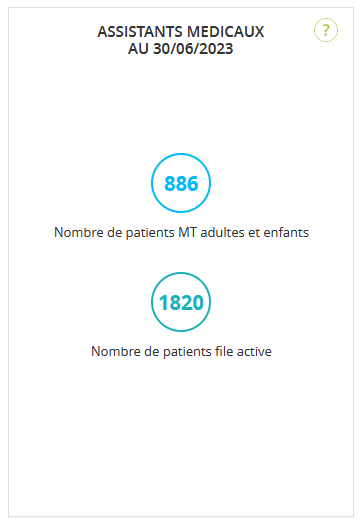 ASSISTANTS MEDICAUX
AU 30/06/2023
?
886
Nombre de patients MT adultes et enfants
1820
Nombre de patients file active